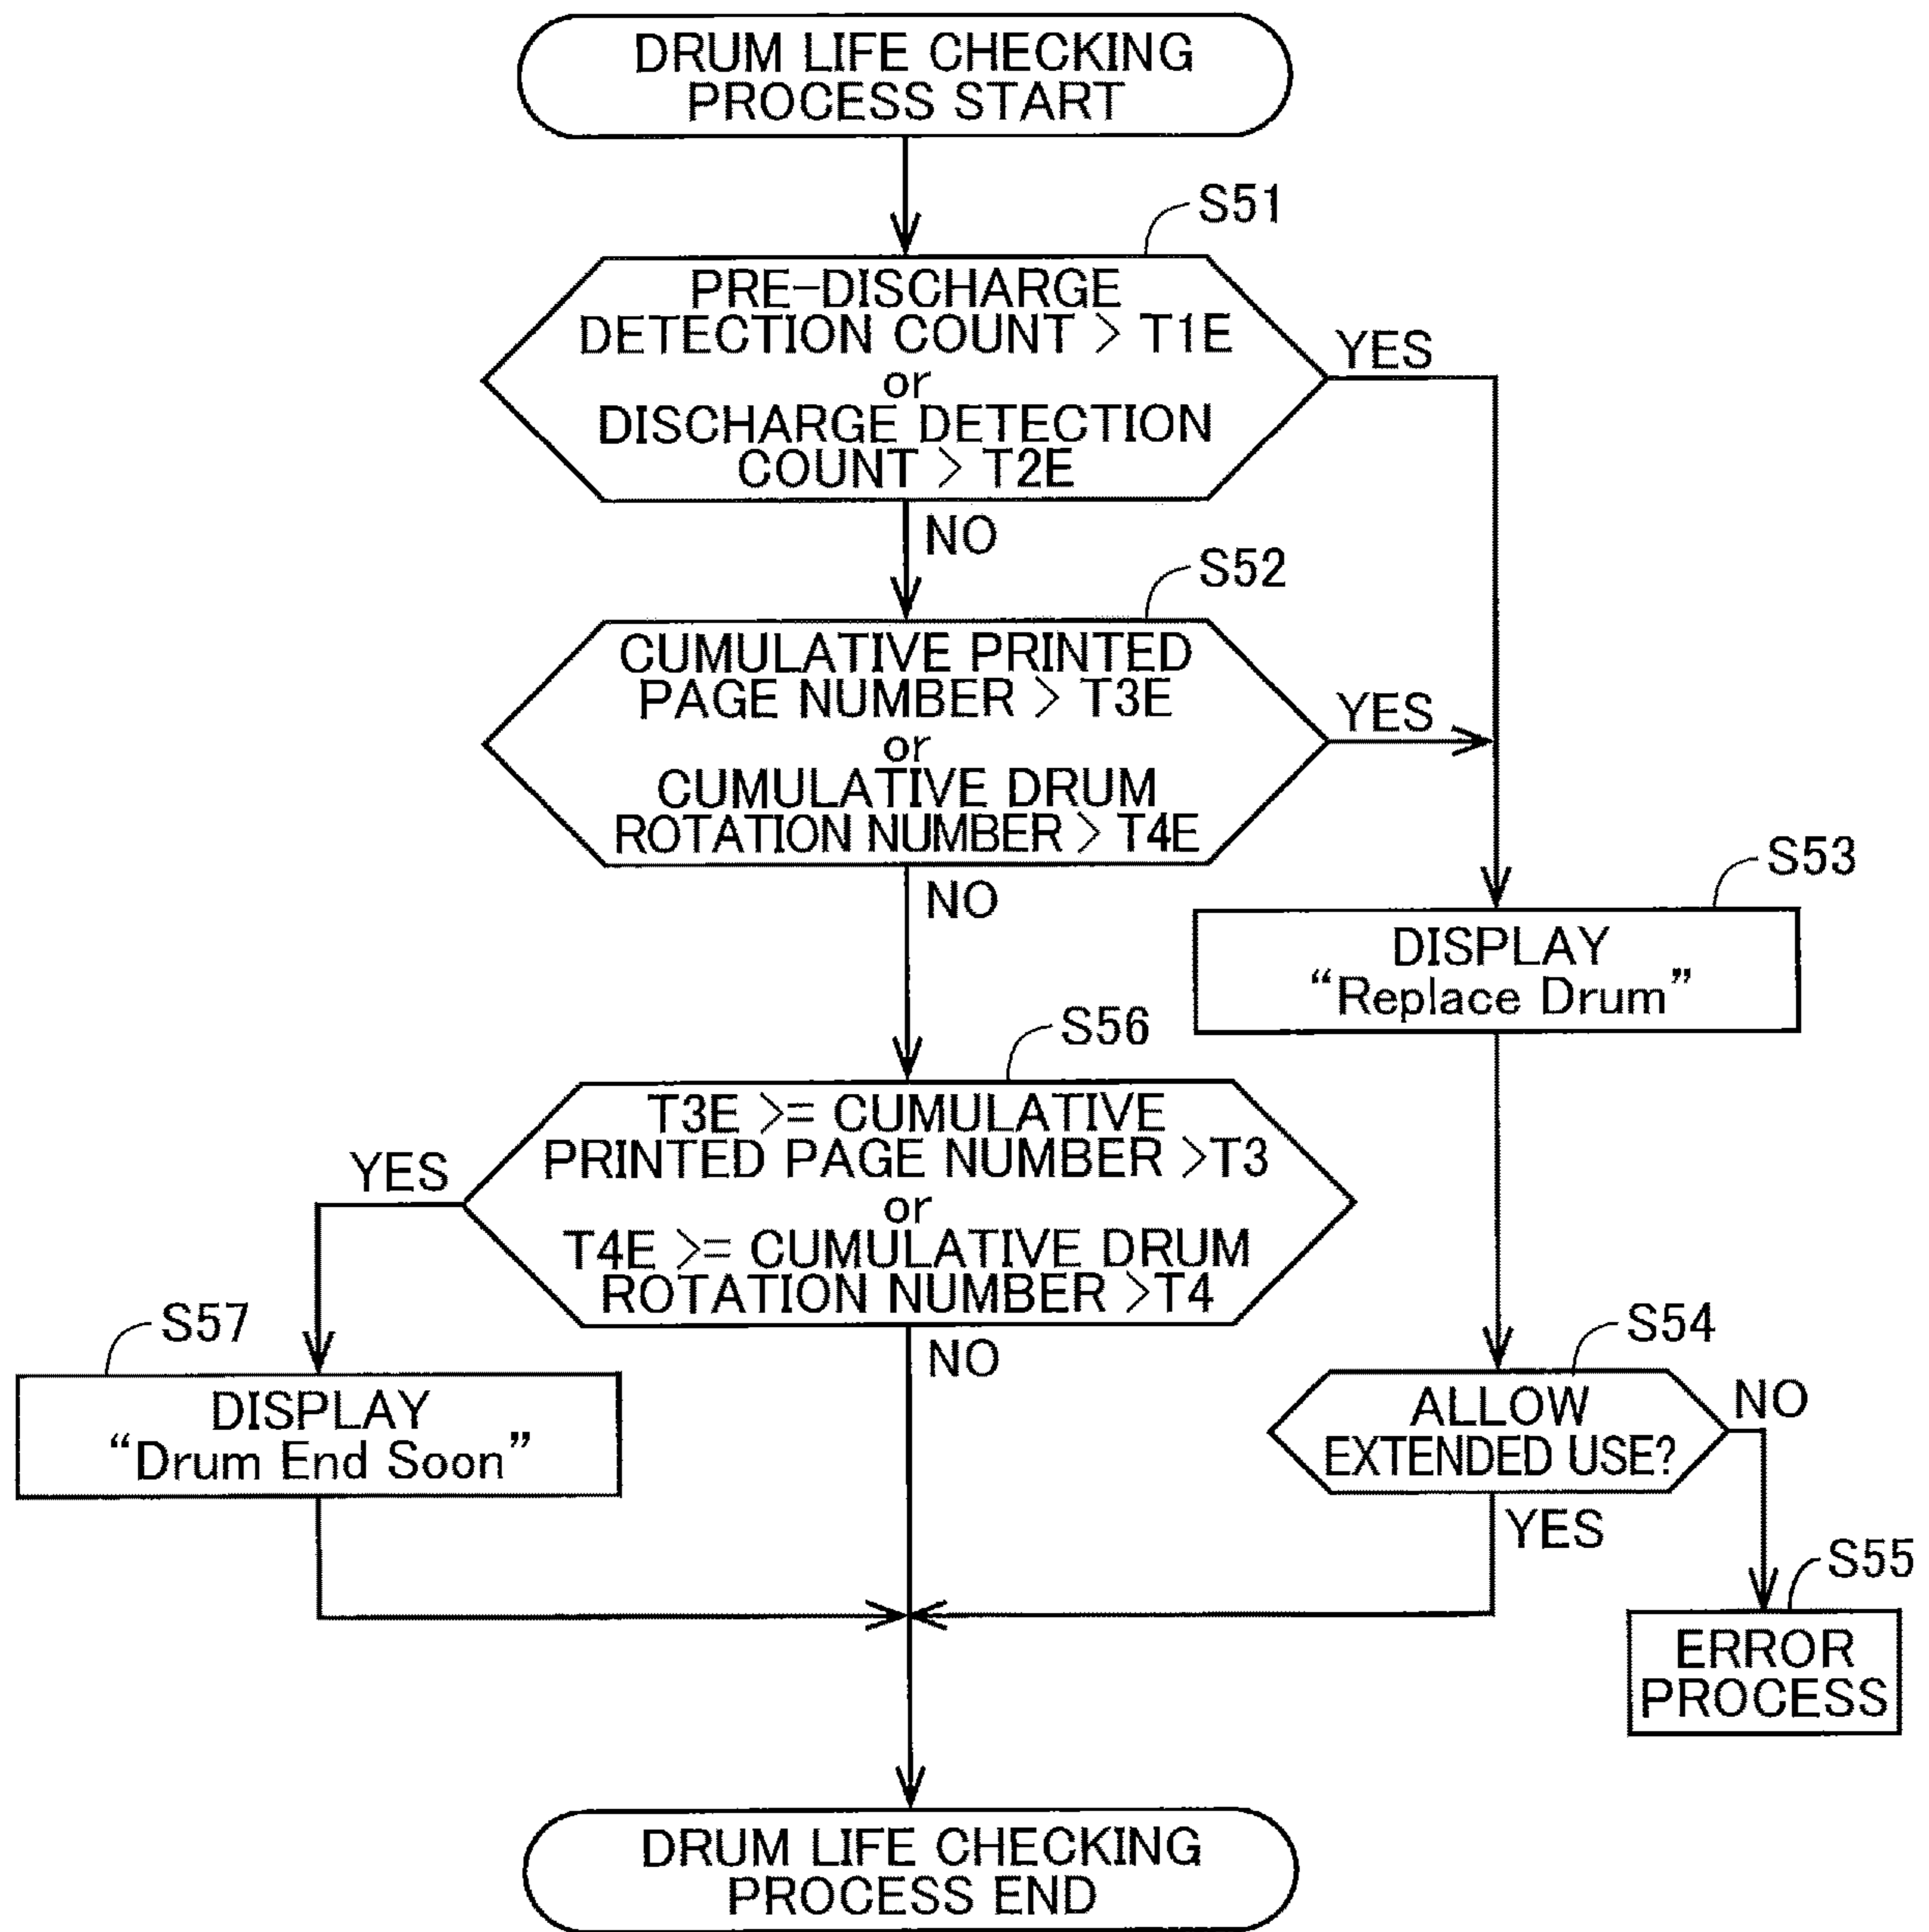 DRUM LIFE CHECKING
PROCESS START
S51
PRE-DISCHARGE
DETECTION COUNT > T1E
or
DISCHARGE DETECTION
COUNT > T2E
YES
NO
S52
CUMULATIVE PRINTED
PAGE NUMBER > T3E
or
CUMULATIVE DRUM
ROTATION NUMBER > T4E
YES
NO
S53
DISPLAY
“Replace Drum”
S56
T3E >= CUMULATIVE
PRINTED PAGE NUMBER >T3
or
T4E >= CUMULATIVE DRUM
ROTATION NUMBER >T4
YES
NO
S57
DISPLAY
“Drum End Soon”
S54
ALLOW
EXTENDED USE?
NO
YES
S55
ERROR
PROCESS
DRUM LIFE CHECKING
PROCESS END